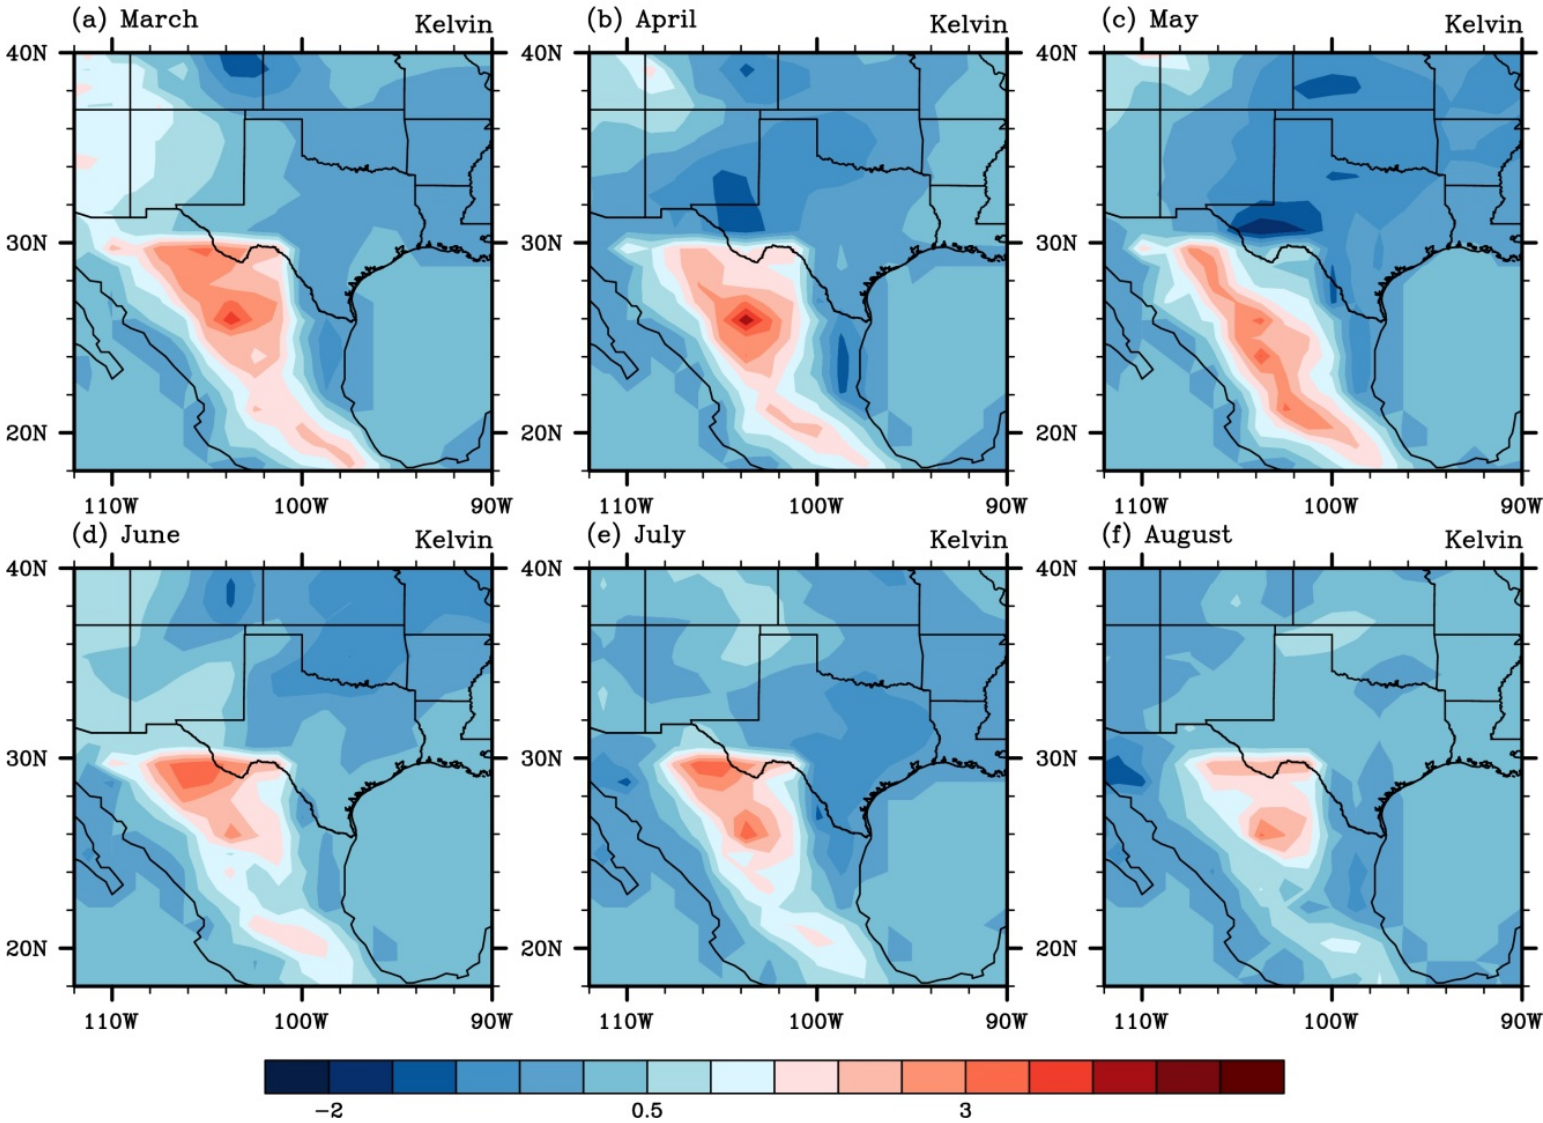 (a) March Kelvin (b) April Kelvin (c) May Kelvin
40N 40N 40N
30N 30N 30N
20N 20N 20N
110W 100W 90W 110W 100W 90W 110W 100W 90W
(d) June Kelvin (e) July Kelvin (f) August Kelvin
40N 40N 40N
30N 30N 30N
20N 20N 20N
110W 100W 90W 110W 100W 90W 110W 100W 90W
−2 0.5 3